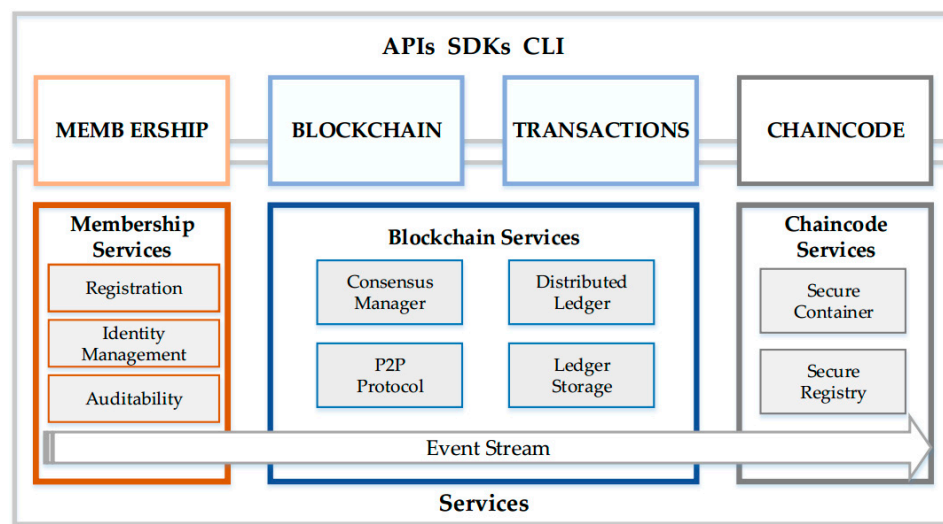 APIs SDKs CLI
MEMB ERSHIP
BLOCKCHAIN
TRANSACTIONS
CHAINCODE
Membership
Services
Registration
Identity
Management
Auditability
Blockchain Services
Consensus
Manager
Distributed
Ledger
P2P
Protocol
Ledger
Storage
Chaincode
Services
Secure
Container
Secure
Registry
Event Stream
Services